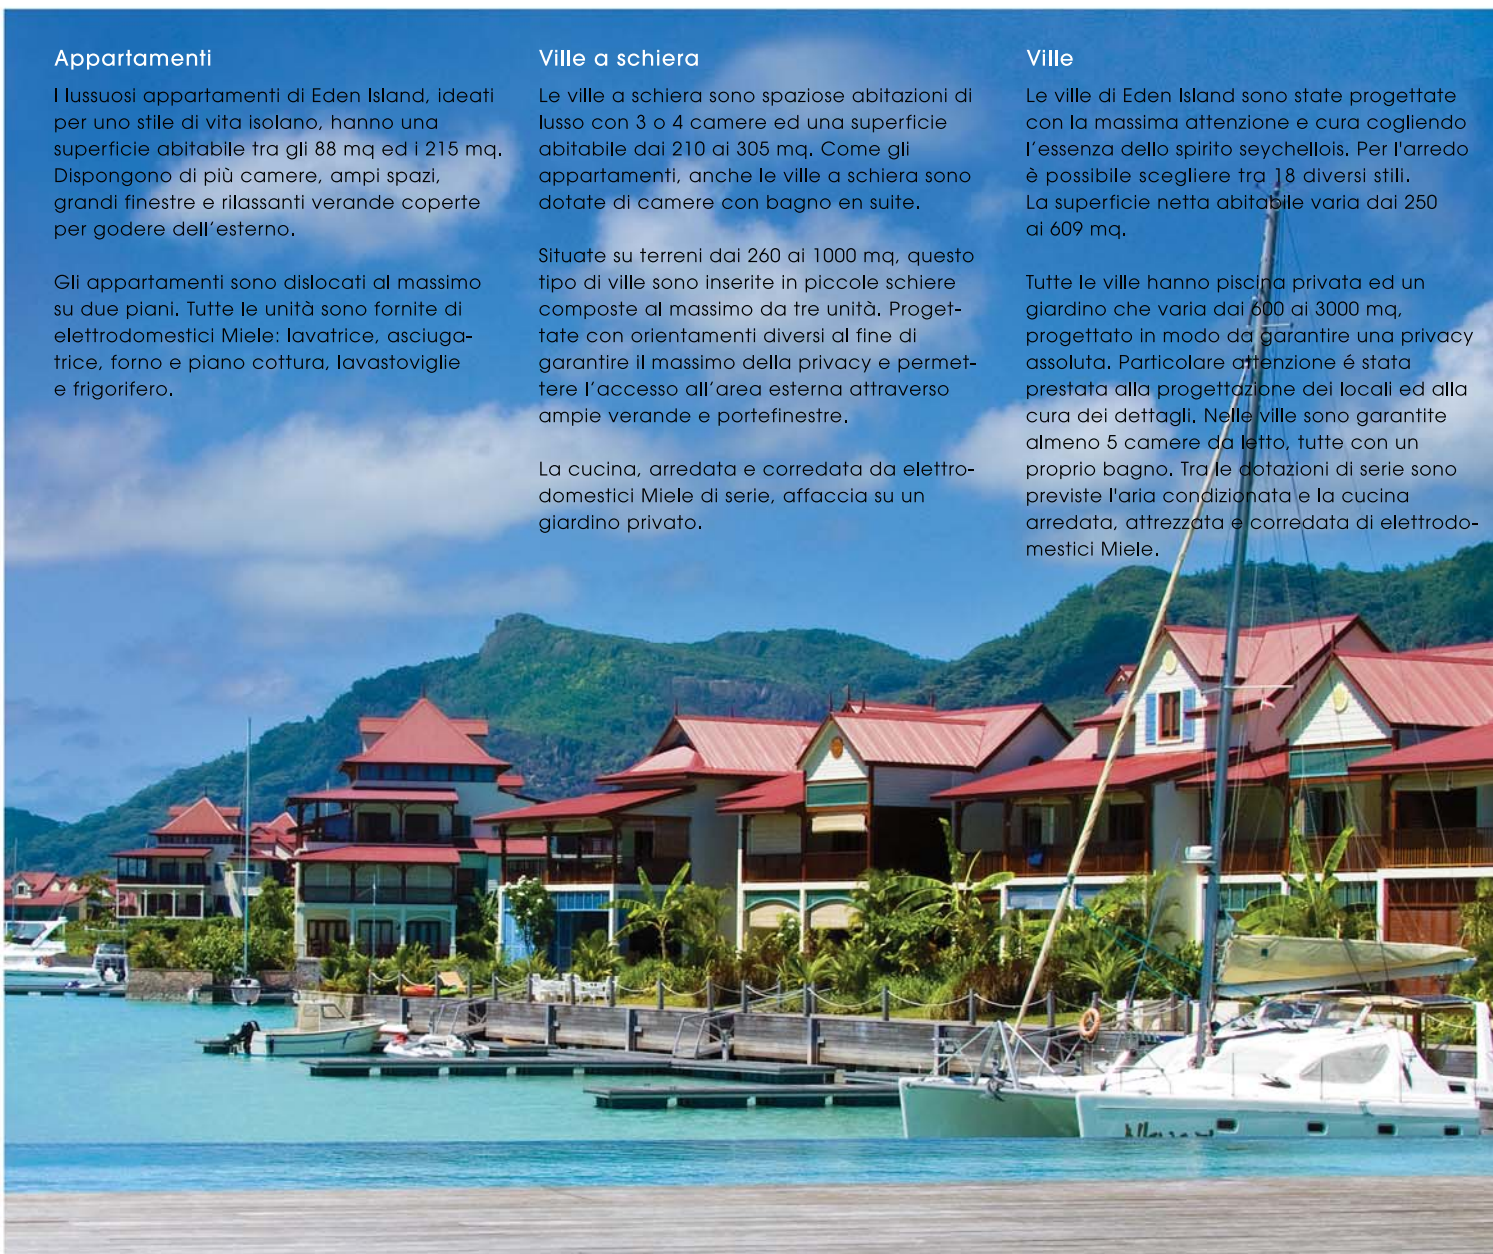 Appartamenti
I lussuosi appartamenti di Eden Island, ideati
per uno stile di vita isolano, hanno una
superficie abitabile tra gli 88 mq ed i 215 mq.
Dispongono di più camere, ampi spazi,
grandi finestre e rilassanti verande coperte
per godere dell'esterno.
Gli appartamenti sono dislocati al massimo
su due piani. Tutte le unità sono fornite di
elettrodomestici Miele: lavatrice, asciuga-
trice, forno e piano cottura, lavastoviglie
e frigorifero.
Ville a schiera
Le ville a schiera sono spaziose abitazioni di
lusso con 3 o 4 camere ed una superficie
abitabile dai 210 ai 305 mq. Come gli
appartamenti, anche le ville a schiera sono
dotate di camere con bagno en suite.
Situate su terreni dai 260 ai 1000 mq, questo
tipo di ville sono inserite in piccole schiere
composte al massimo da tre unità. Proget-
tate con orientamenti diversi al fine di
garantire il massimo della privacy e permet-
tere l'accesso all'area esterna attraverso
ampie verande e portefinestre.
La cucina, arredata e corredata da elettro-
domestici Miele di serie, affaccia su un
giardino privato.
Ville
Le ville di Eden Island sono state progettate
con la massima attenzione e cura cogliendo
l'essenza dello spirito seychellois. Per l'arredo
è possibile scegliere tra 18 diversi stili.
La superficie netta abitabile varia dai 250
ai 609 mq.
Tutte le ville hanno piscina privata ed un
giardino che varia dai 600 ai 3000 mq,
progettato in modo da garantire una privacy
assoluta. Particolare attenzione é stata
prestata alla progettazione dei locali ed alla
cura dei dettagli. Nelle ville sono garantite
almeno 5 camere da letto, tutte con un
proprio bagno. Tra le dotazioni di serie sono
previste l'aria condizionata e la cucina
arredata, attrezzata e corredata di elettrodo-
mestici Miele.